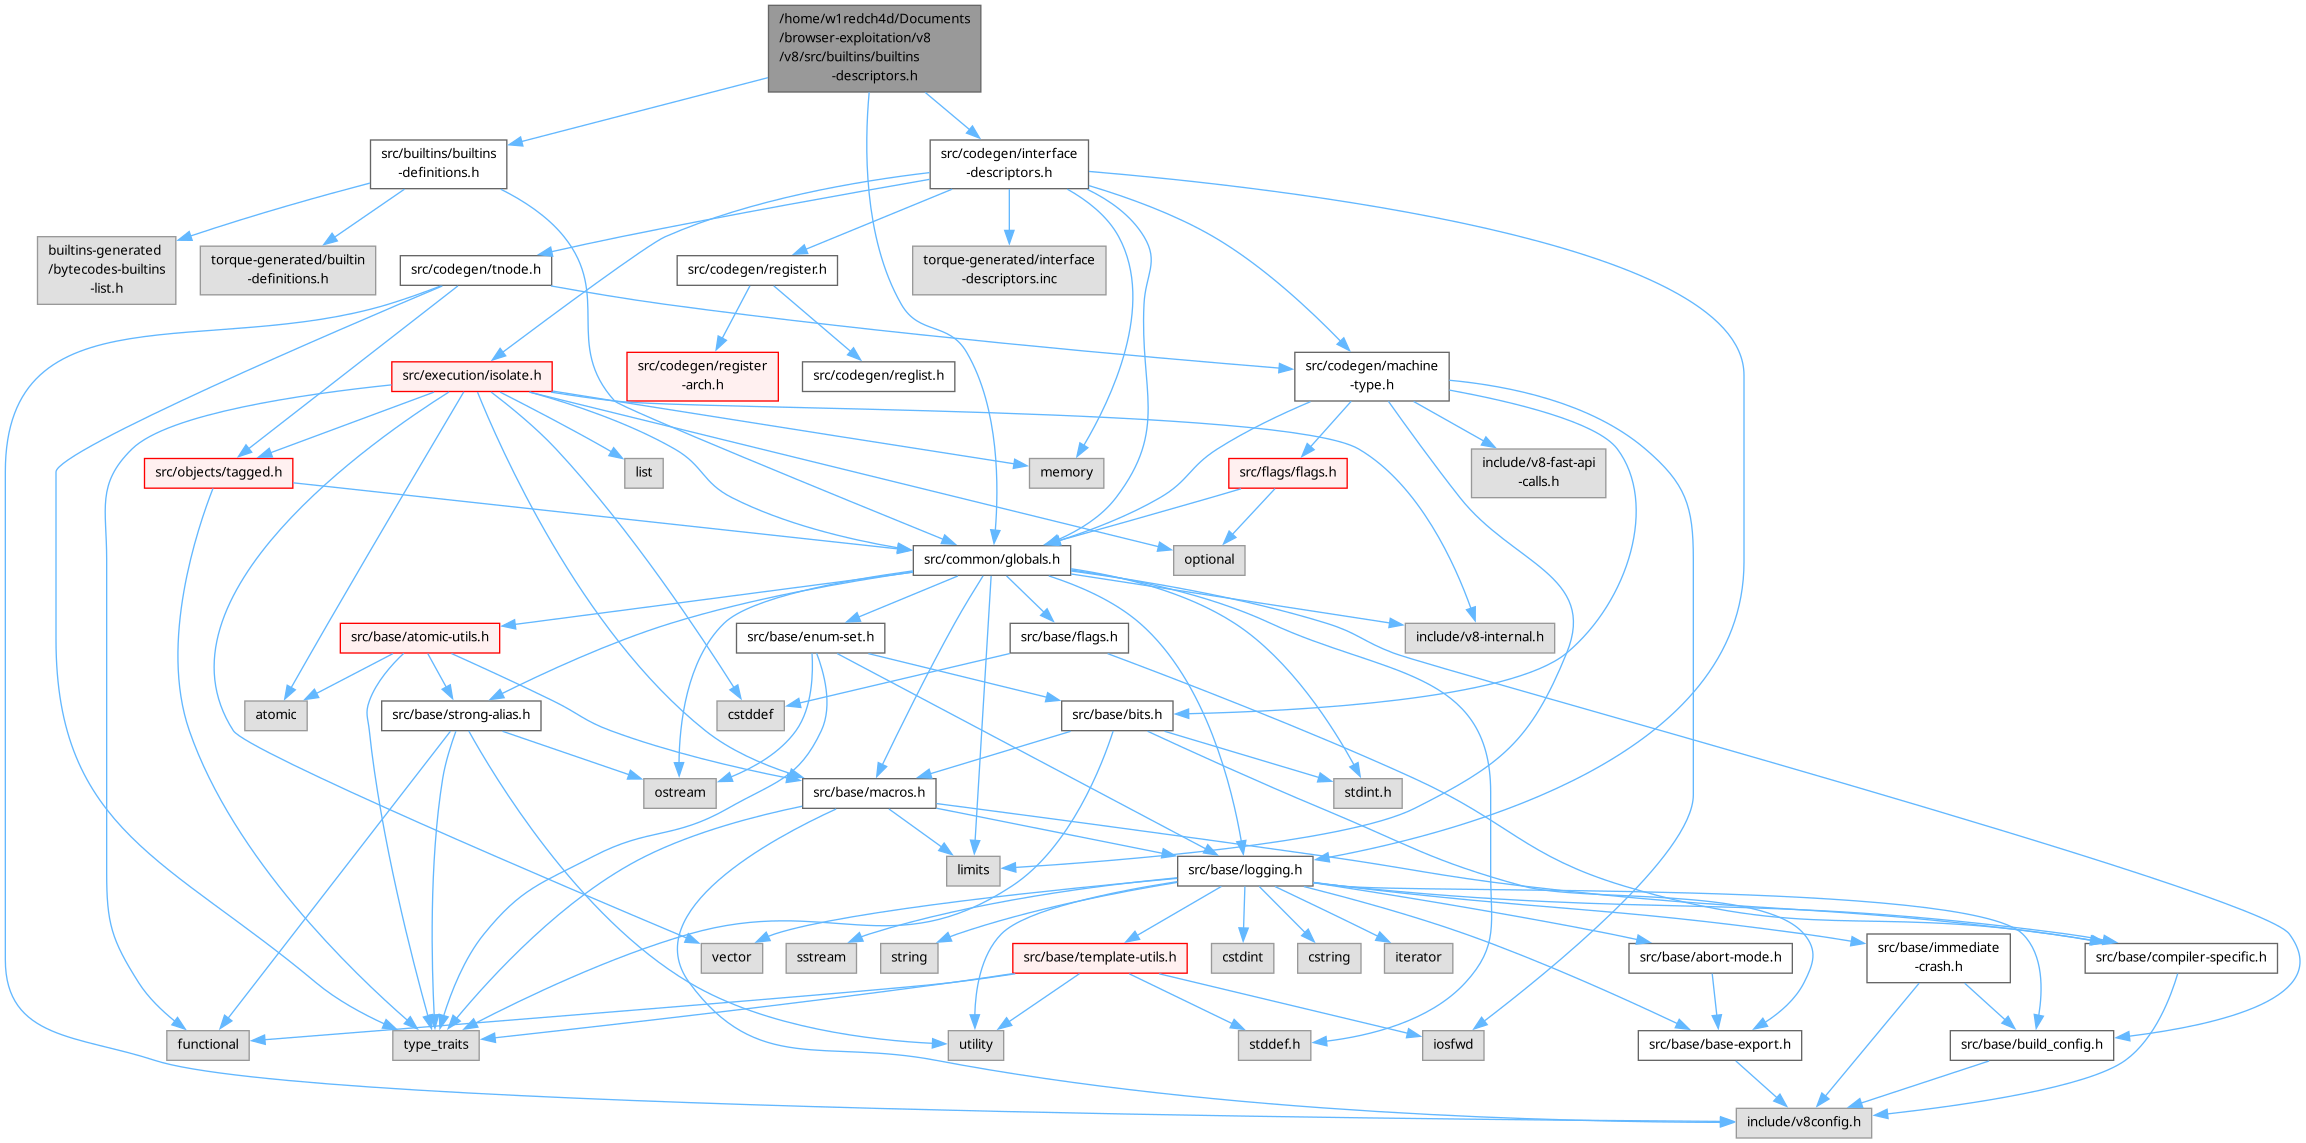 /home/w1redch4d/Documents
/browser-exploitation/v8
/v8/src/builtins/builtins
-descriptors.h
src/builtins/builtins
-definitions.h
src/codegen/interface
-descriptors.h
builtins-generated
/bytecodes-builtins
-list.h
torque-generated/builtin
-definitions.h
src/codegen/tnode.h
src/codegen/register.h
torque-generated/interface
-descriptors.inc
src/execution/isolate.h
src/codegen/register
-arch.h
src/codegen/reglist.h
src/codegen/machine
-type.h
src/objects/tagged.h
list
memory
src/flags/flags.h
include/v8-fast-api
-calls.h
src/common/globals.h
optional
src/base/atomic-utils.h
src/base/enum-set.h
src/base/flags.h
include/v8-internal.h
atomic
src/base/strong-alias.h
cstddef
src/base/bits.h
ostream
src/base/macros.h
stdint.h
limits
src/base/logging.h
vector
sstream
string
src/base/template-utils.h
cstdint
cstring
iterator
src/base/abort-mode.h
src/base/immediate
-crash.h
src/base/compiler-specific.h
functional
type_traits
utility
stddef.h
iosfwd
src/base/base-export.h
src/base/build_config.h
include/v8config.h